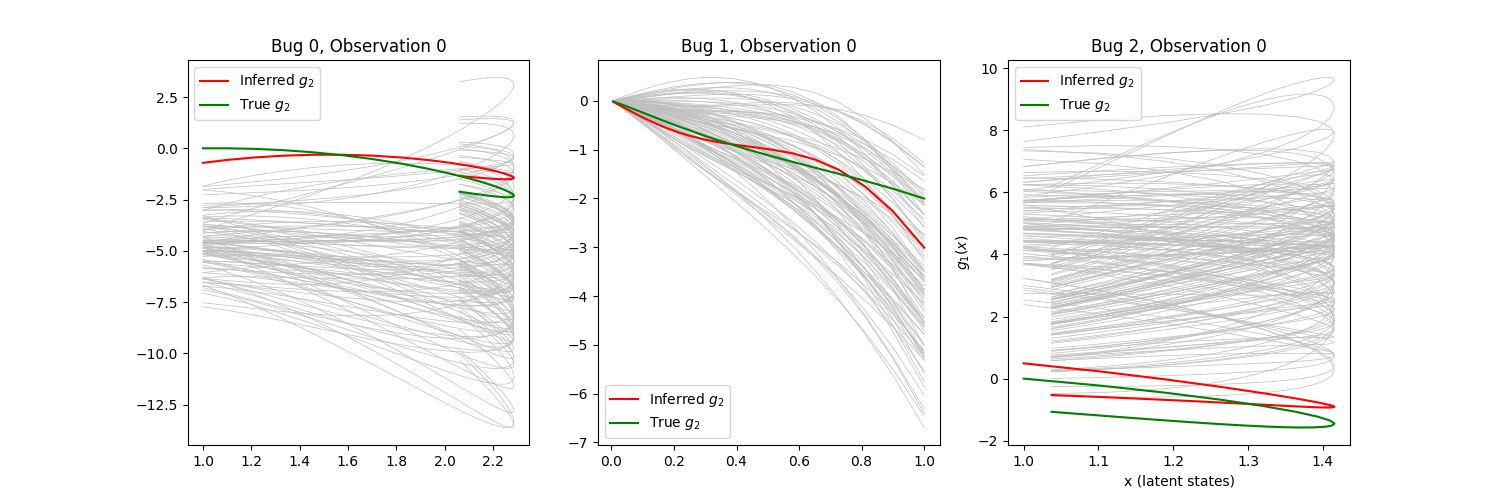 Bug 0, Observation 0
Inferred g₂
True g₂
2.5
0.0
−2.5
−5.0
−7.5
−10.0
−12.5
1.0 1.2 1.4 1.6 1.8 2.0 2.2
Bug 1, Observation 0
0
−1
−2
−3
−4
−5
−6
−7
Inferred g₂
True g₂
0.0 0.2 0.4 0.6 0.8 1.0
Bug 2, Observation 0
Inferred g₂
True g₂
g₁(x)
10
8
6
4
2
0
−2
1.0 1.1 1.2 1.3 1.4
x (latent states)